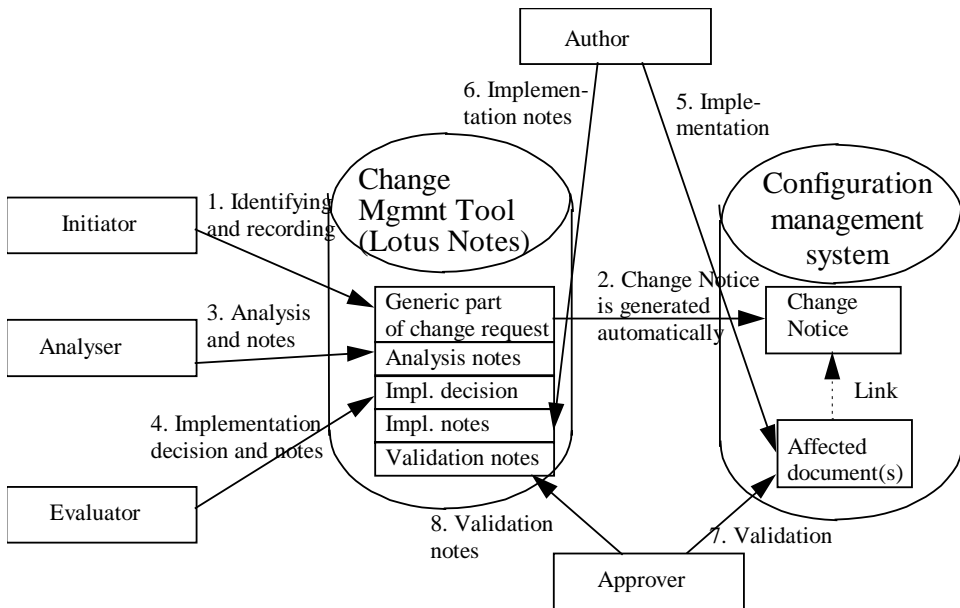 Author
6. Implemen-
tation notes
5. Imple-
mentation
Change
Mgmnt Tool
(Lotus Notes)
Configuration
management
system
Initiator
1. Identifying
and recording
Generic part
of change request
2. Change Notice
is generated
automatically
Change
Notice
Analyser
3. Analysis
and notes
Analysis notes
Impl. decision
Impl. notes
Validation notes
Link
4. Implementation
decision and notes
Affected
document(s)
Evaluator
8. Validation
notes
7. Validation
Approver